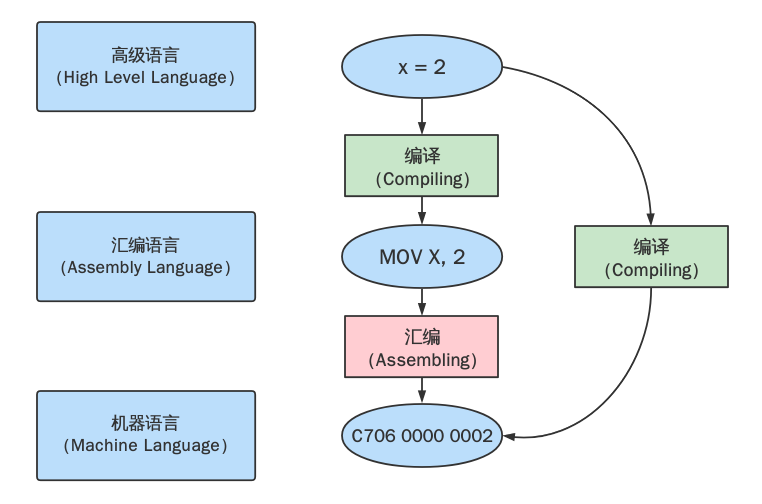 高级语言
(High Level Language)
x = 2
编译
(Compiling)
汇编语言
(Assembly Language)
MOV X, 2
编译
(Compiling)
汇编
(Assembling)
机器语言
(Machine Language)
C706 0000 0002